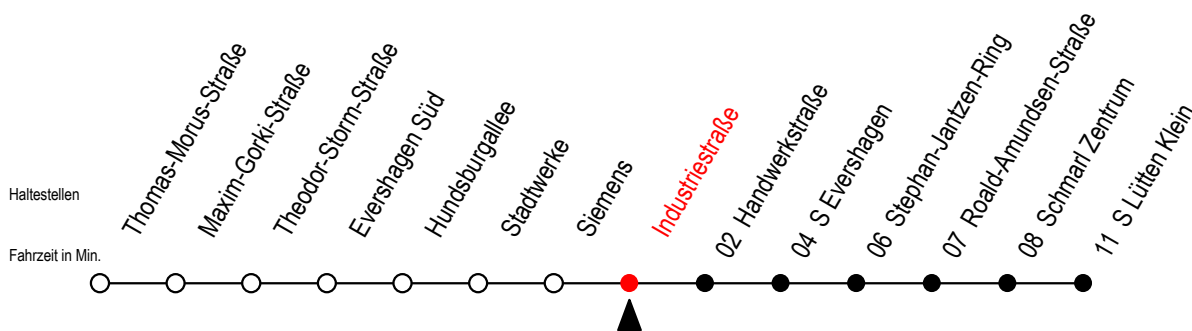 Haltestellen
Fahrzeit in Min.
Thomas-Morus-Straße
Maxim-Gorki-Straße
Theodor-Storm-Straße
Evershagen Süd
Hundsburgallee
Stadtwerke
Siemens
Industriestraße
02 Handwerkstraße
04 S Evershagen
06 Stephan-Jantzen-Ring
07 Roald-Amundsen-Straße
08 Schmarl Zentrum
11 S Lütten Klein